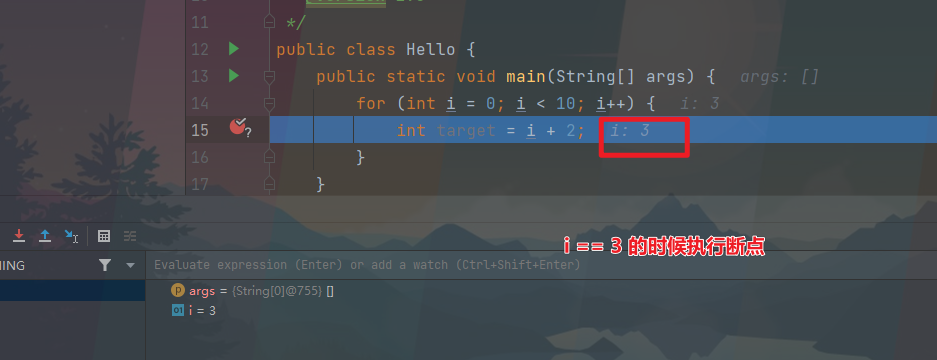 11 */
12 public class Hello {
13 public static void main(String[] args) { args: []
14 for (int i = 0; i < 10; i++) { i: 3
15 ? int target = i + 2; i: 3
16 }
17 }
i == 3 的时候执行断点
NING
Evaluate expression (Enter) or add a watch (Ctrl+Shift+Enter)
p args = {String[0]@755} []
01 i = 3